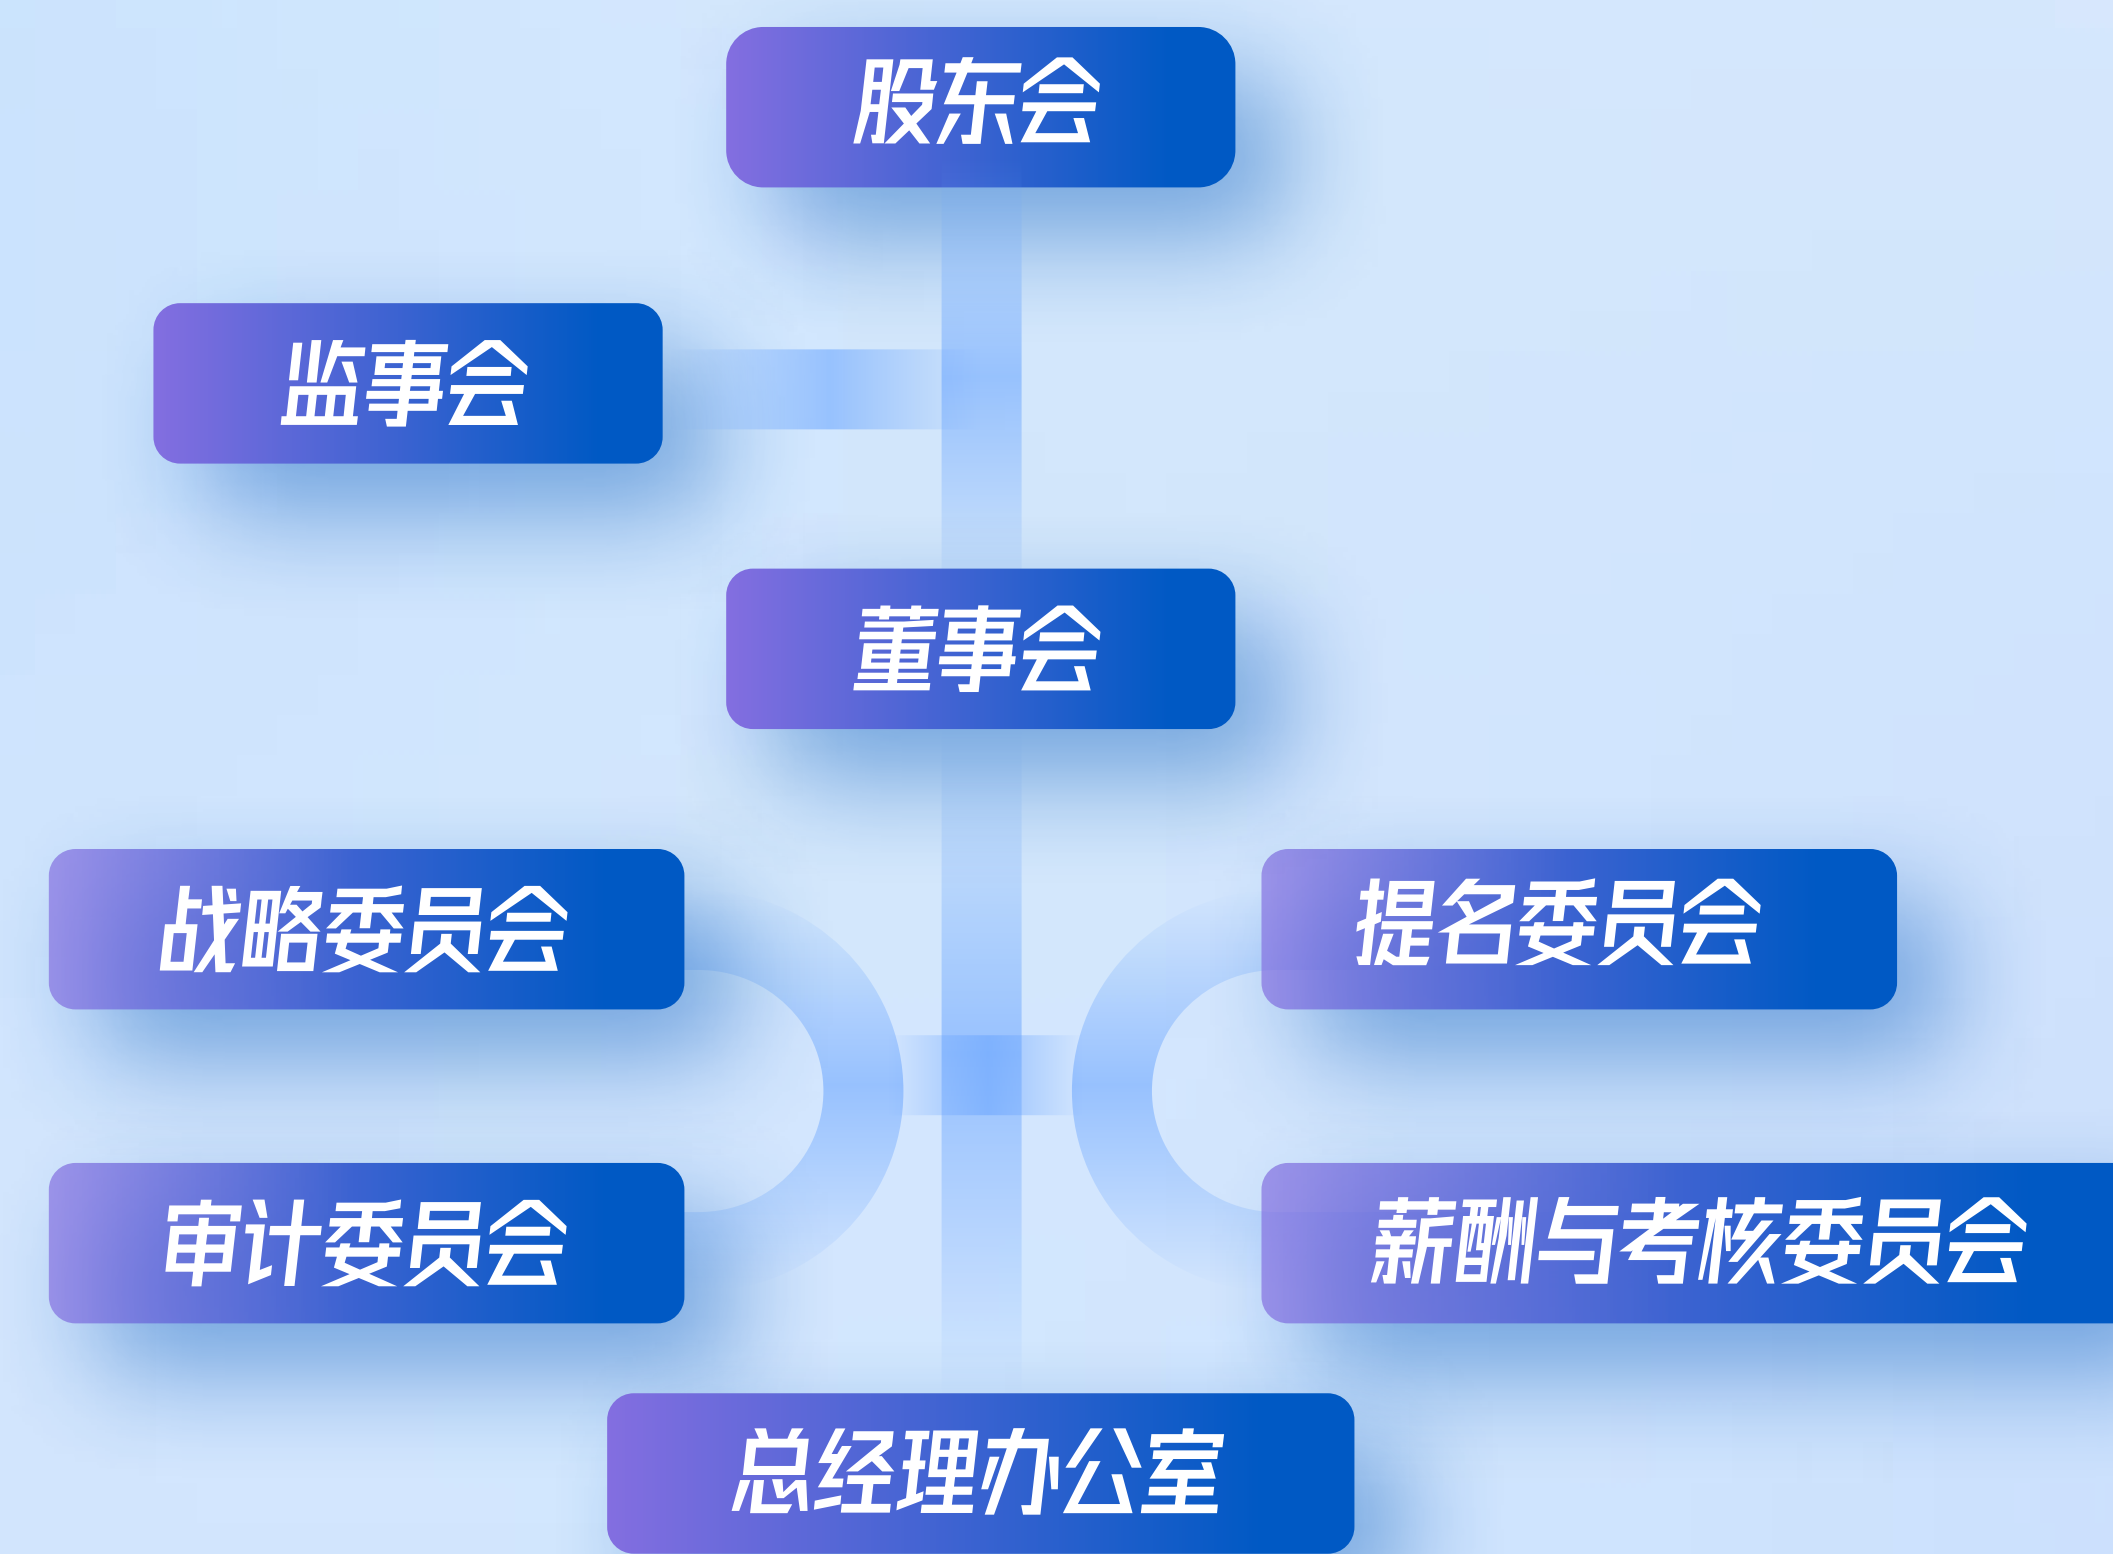 股东会
监事会
董事会
战略委员会
提名委员会
审计委员会
薪酬与考核委员会
总经理办公室